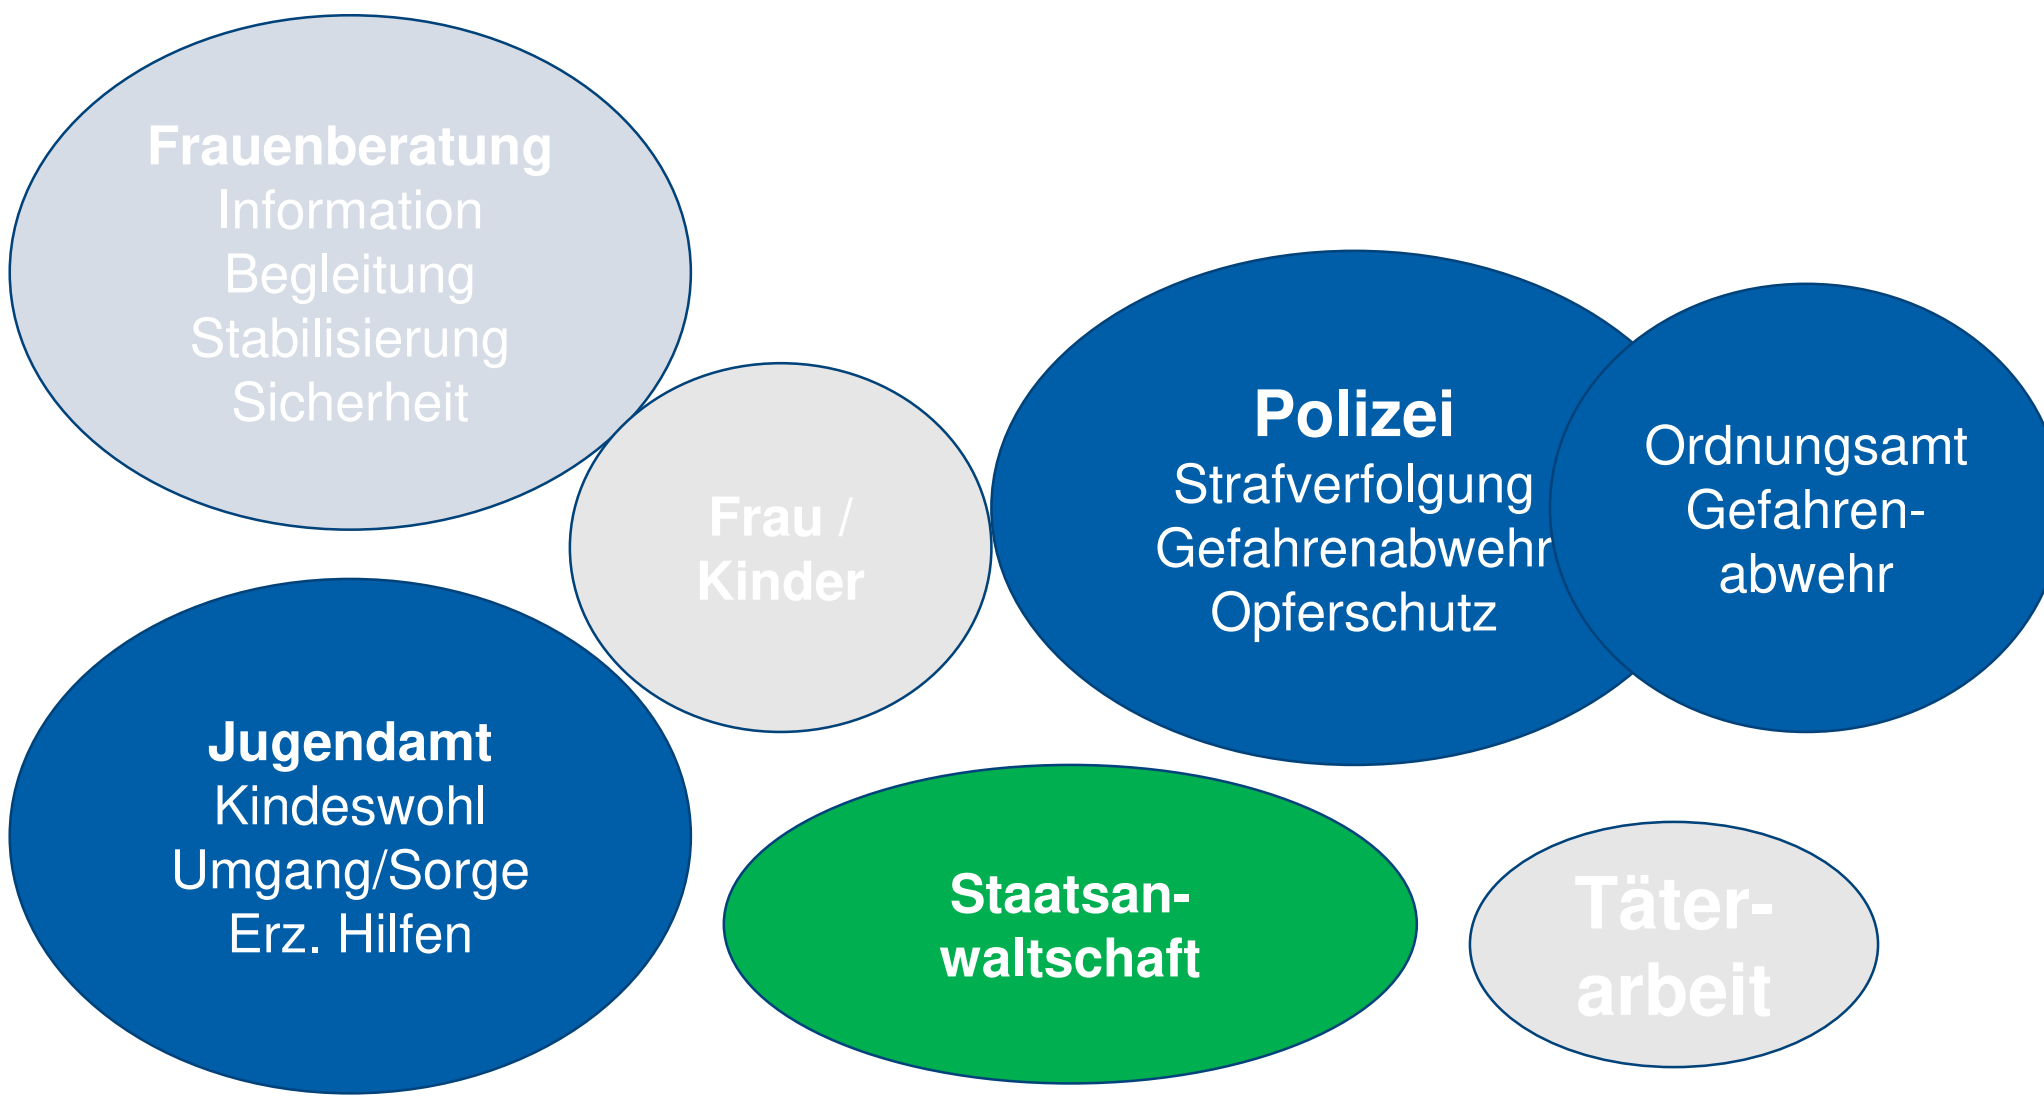 Frauenberatung
Information
Begleitung
Stabilisierung
Sicherheit
Frau /
Kinder
Polizei
Strafverfolgung
Gefahrenabwehr
Opferschutz
Ordnungsamt
Gefahren-
abwehr
Jugendamt
Kindeswohl
Umgang/Sorge
Erz. Hilfen
Staatsan-
waltschaft
Täter-
arbeit